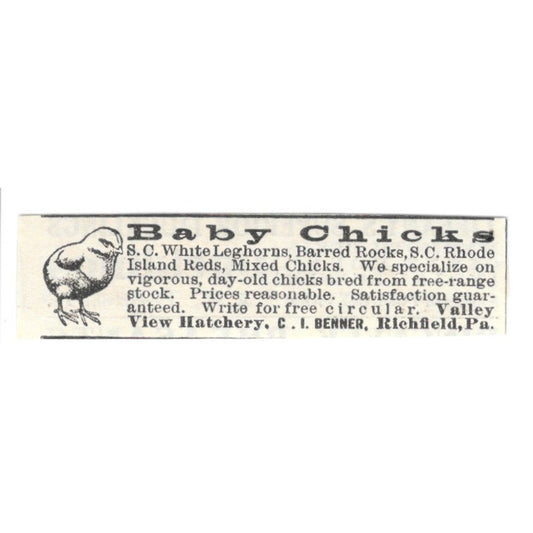 Baby Chicks
S. C. White Leghorns, Barred Rocks, S.C. Rhode
Island Reds, Mixed Chicks. We specialize on
vigorous, day-old chicks bred from free-range
stock. Prices reasonable. Satisfaction guar-
anteed. Write for free circular. Valley
View Hatchery, C. I. BENNER, Richfield, Pa.